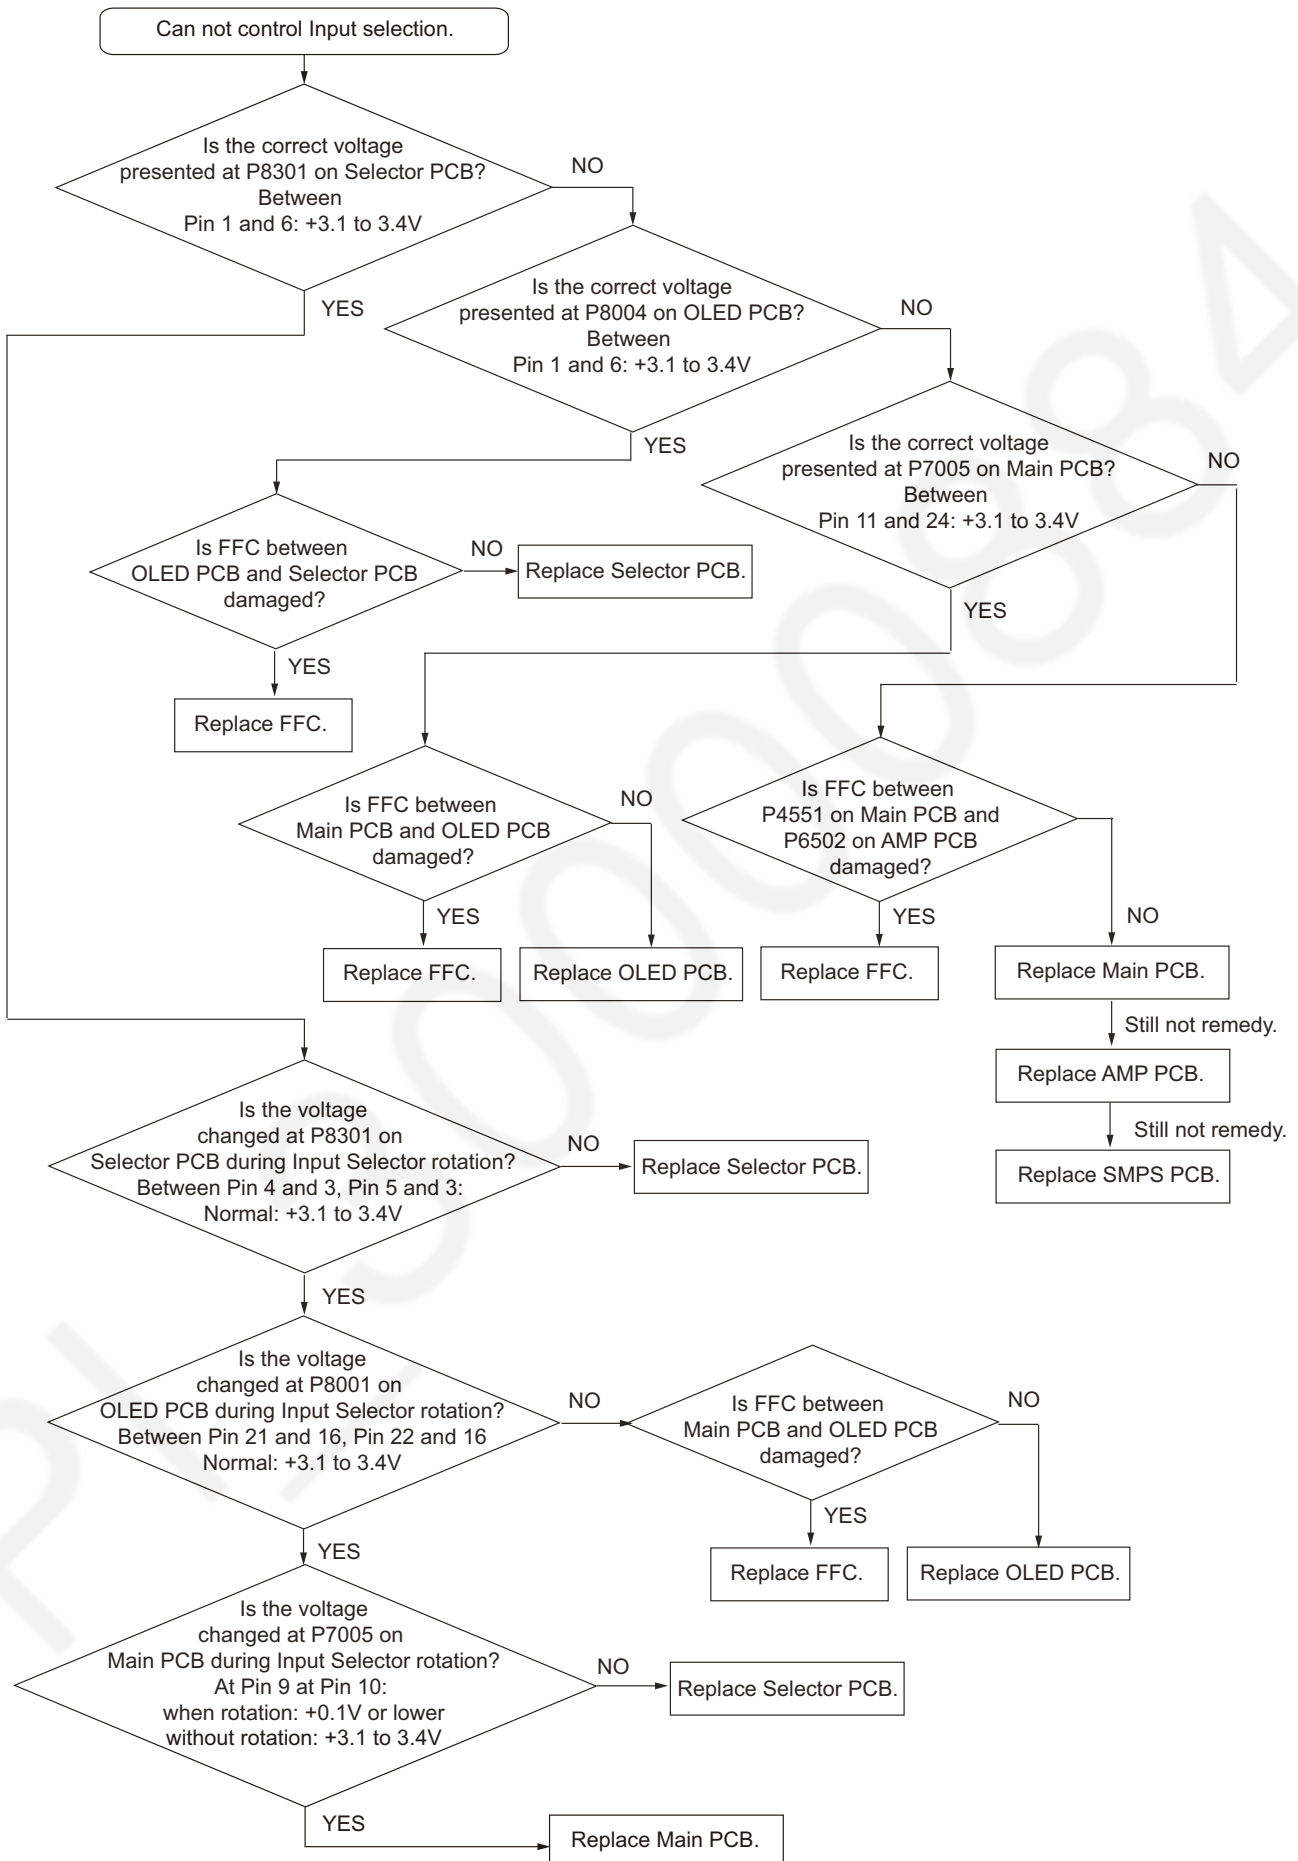 Can not control Input selection.
Is the correct voltage
presented at P8301 on Selector PCB?
Between
Pin 1 and 6: +3.1 to 3.4V
NO
YES
Is the correct voltage
presented at P8004 on OLED PCB?
Between
Pin 1 and 6: +3.1 to 3.4V
NO
YES
Is the correct voltage
presented at P7005 on Main PCB?
Between
Pin 11 and 24: +3.1 to 3.4V
NO
YES
Is FFC between
OLED PCB and Selector PCB
damaged?
NO
Replace Selector PCB.
YES
Replace FFC.
Is FFC between
Main PCB and OLED PCB
damaged?
NO
YES
Replace FFC.
Replace OLED PCB.
Is FFC between
P4551 on Main PCB and
P6502 on AMP PCB
damaged?
YES
NO
Replace FFC.
Replace Main PCB.
Still not remedy.
Replace AMP PCB.
Still not remedy.
Replace SMPS PCB.
Is the voltage
changed at P8301 on
Selector PCB during Input Selector rotation?
Between Pin 4 and 3, Pin 5 and 3:
Normal: +3.1 to 3.4V
NO
Replace Selector PCB.
YES
Is the voltage
changed at P8001 on
OLED PCB during Input Selector rotation?
Between Pin 21 and 16, Pin 22 and 16
Normal: +3.1 to 3.4V
NO
Is FFC between
Main PCB and OLED PCB
damaged?
NO
YES
Replace FFC.
Replace OLED PCB.
YES
Is the voltage
changed at P7005 on
Main PCB during Input Selector rotation?
At Pin 9 at Pin 10:
when rotation: +0.1V or lower
without rotation: +3.1 to 3.4V
NO
Replace Selector PCB.
YES
Replace Main PCB.